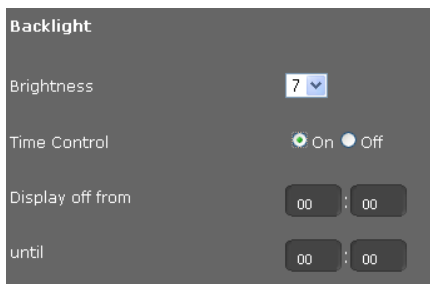 Backlight
Brightness 7
Time Control On Off
Display off from 00 : 00
until 00 : 00